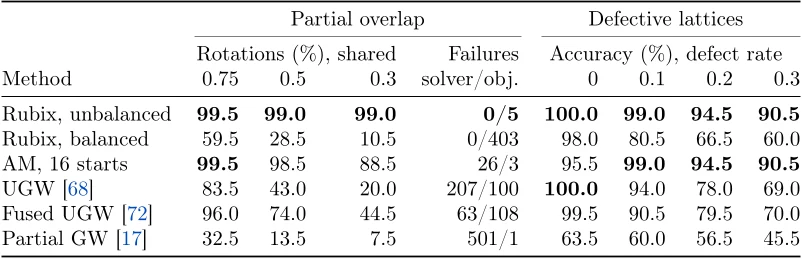 Partial overlap Defective lattices
Rotations (%), shared Failures Accuracy (%), defect rate
Method 0.75 0.5 0.3 solver/obj. 0 0.1 0.2 0.3
Rubix, unbalanced 99.5 99.0 99.0 0/5 100.0 99.0 94.5 90.5
Rubix, balanced 59.5 28.5 10.5 0/403 98.0 80.5 66.5 60.0
AM, 16 starts 99.5 98.5 88.5 26/3 95.5 99.0 94.5 90.5
UGW [68] 83.5 43.0 20.0 207/100 100.0 94.0 78.0 69.0
Fused UGW [72] 96.0 74.0 44.5 63/108 99.5 90.5 79.5 70.0
Partial GW [17] 32.5 13.5 7.5 501/1 63.5 60.0 56.5 45.5